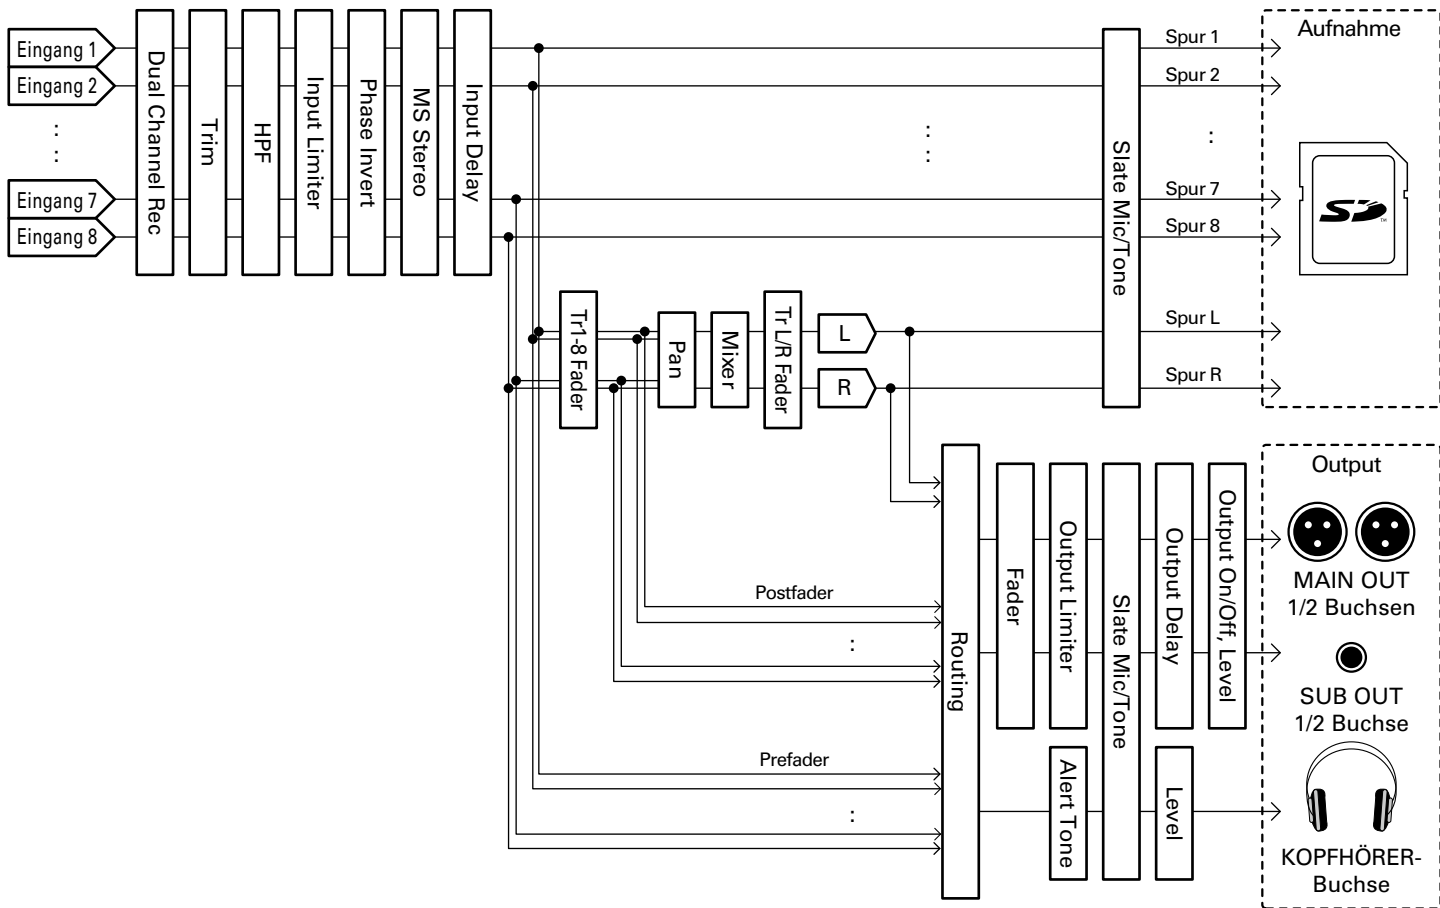 Eingang 1
Eingang 2
:
:
Eingang 7
Eingang 8
Dual Channel Rec
Trim
HPF
Input Limiter
Phase Invert
MS Stereo
Input Delay
:
:
Slate Mic/Tone
Spur 1
Spur 2
:
Spur 7
Spur 8
Spur L
Spur R
Aufnahme
SD
TM
Tr1-8 Fader
Pan
Mixer
Tr L/R Fader
L
R
Postfader
:
Prefader
:
Routing
Fader
Output Limiter
Alert Tone
Slate Mic/Tone
Output Delay
Level
Output On/Off, Level
Output
MAIN OUT
1/2 Buchsen
SUB OUT
1/2 Buchse
KOPFHÖRER-
Buchse